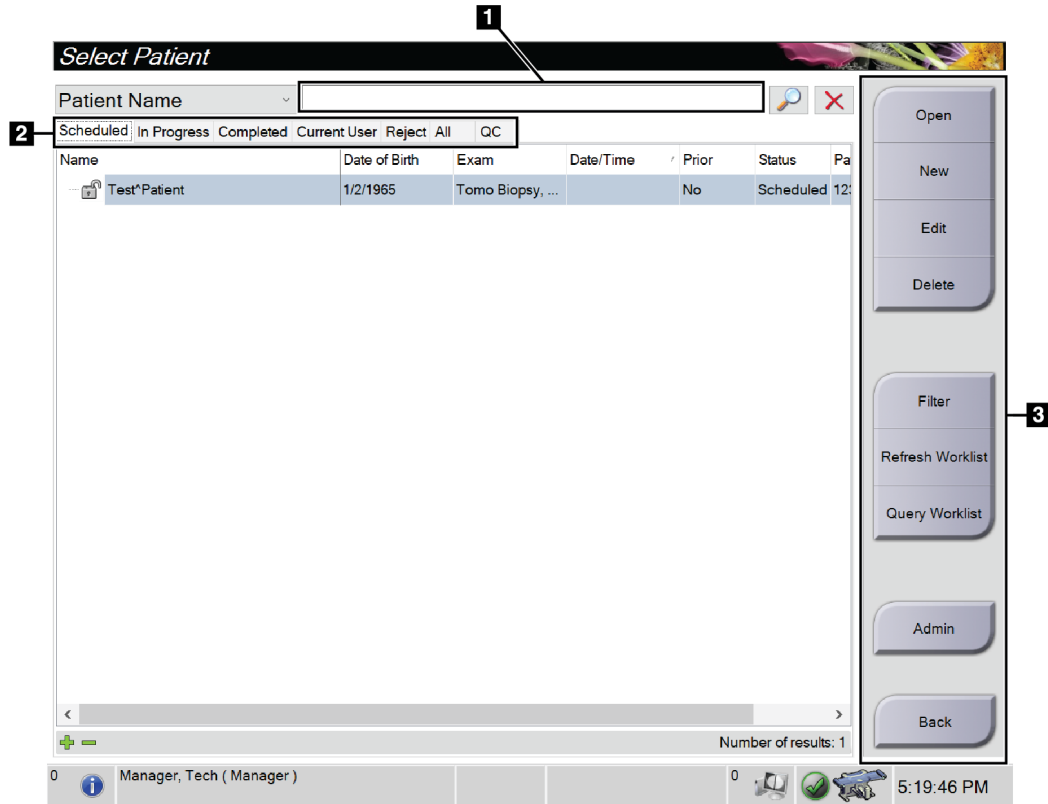 1
Select Patient
Patient Name
2
Scheduled In Progress Completed Current User Reject All QC
Name Date of Birth Exam Date/Time Prior Status Pa
Test^Patient 1/2/1965 Tomo Biopsy, ... No Scheduled 123
Open
New
Edit
Delete
Filter
3
Refresh Worklist
Query Worklist
Admin
Back
Number of results: 1
0 Manager, Tech ( Manager ) 0 5:19:46 PM